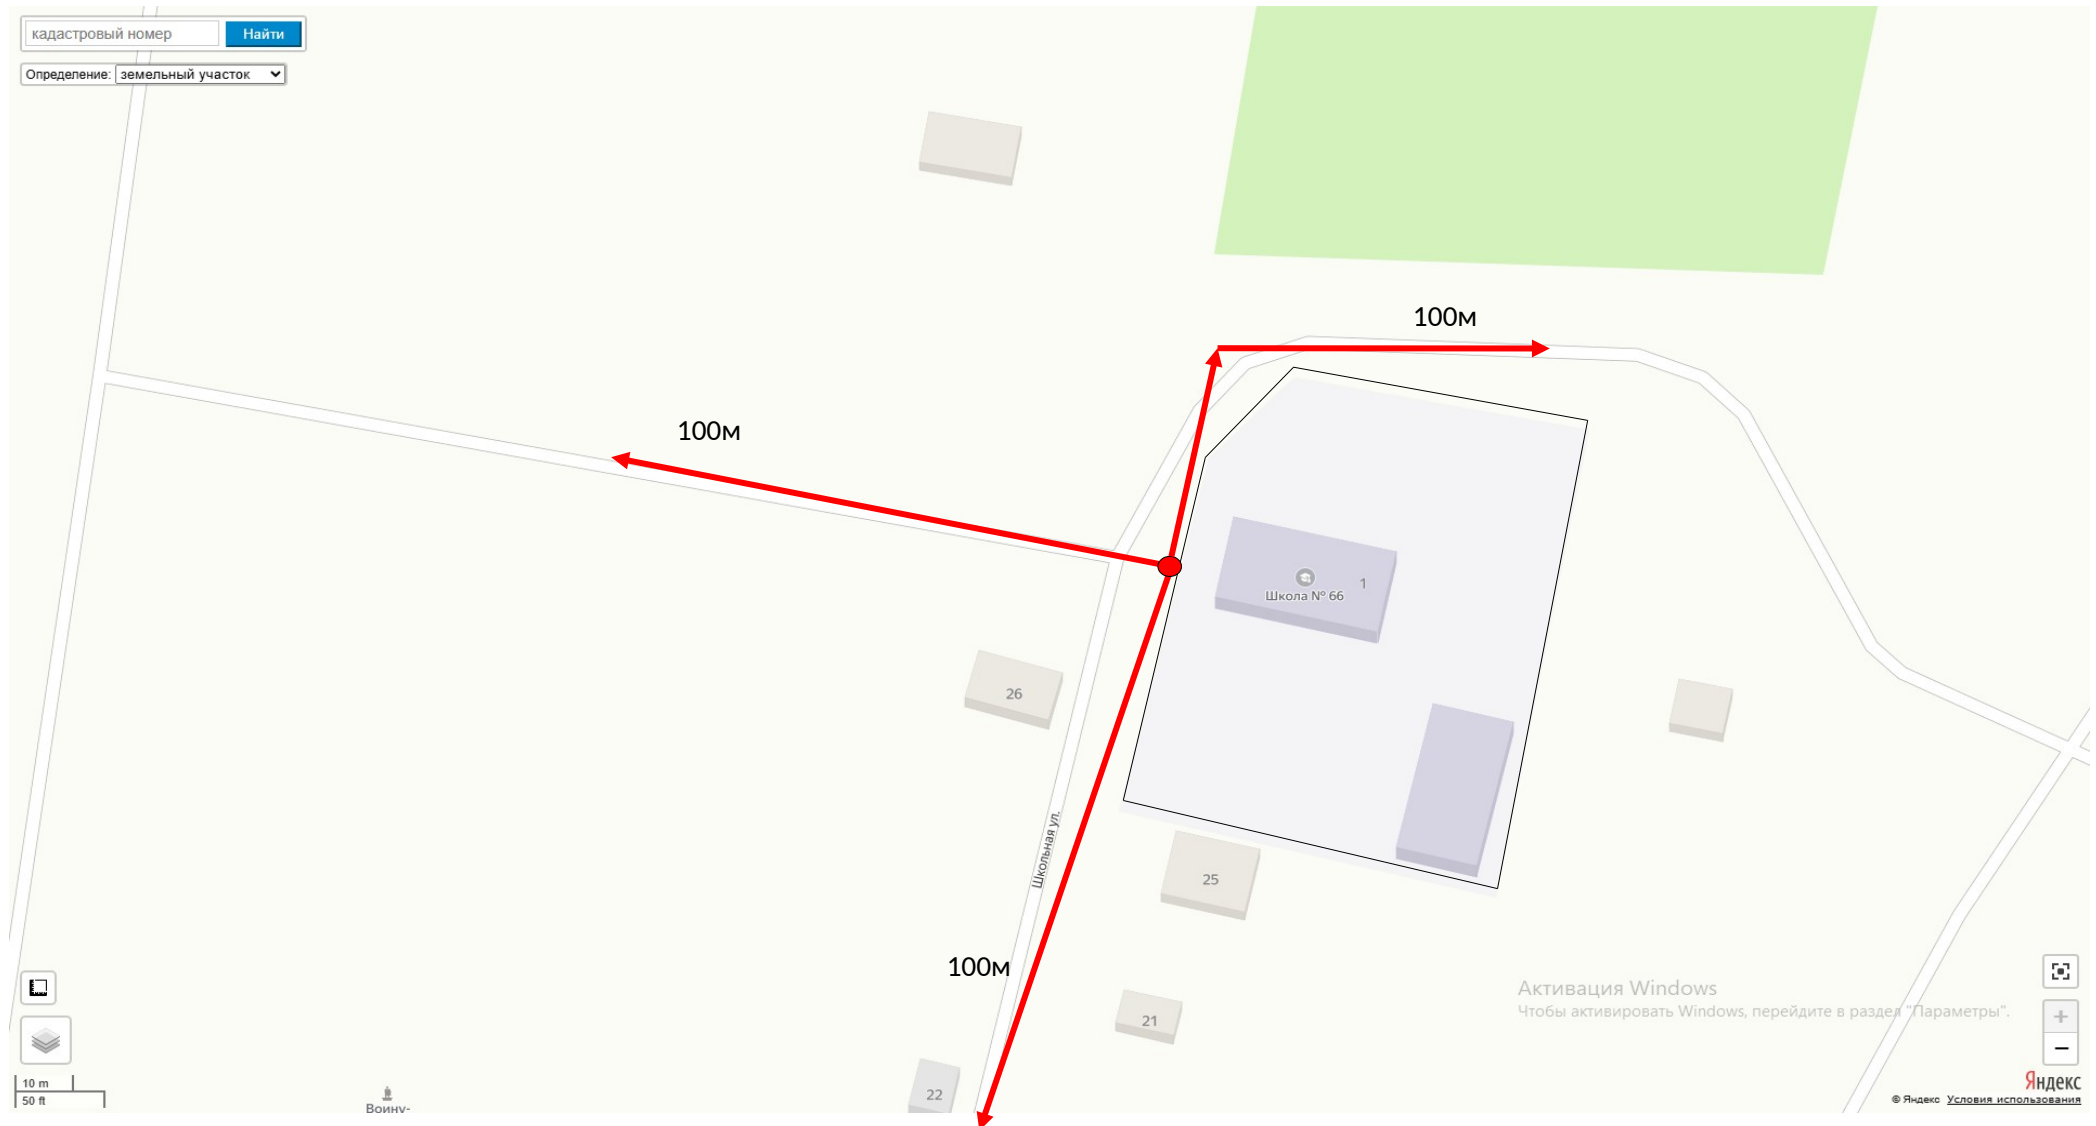 кадастровый номер
Найти
Определение: земельный участок
100м
100м
Школа № 66
1
26
Школьная ул.
25
100м
21
22
Активация Windows
Чтобы активировать Windows, перейдите в раздел "Параметры".
+
−
10 m
50 ft
Воину-
Яндекс
© Яндекс Условия использования